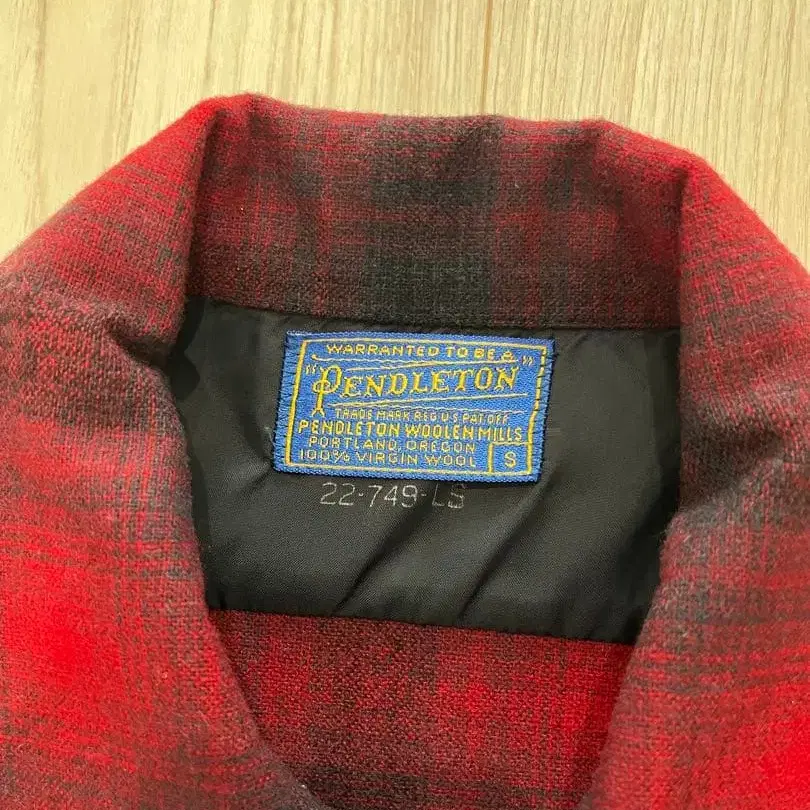 WARRANTED TO BE A
"PENDLETON"
TRADE MARK REG U S PAT OFF
PENDLETON WOOLEN MILLS
PORTLAND, OREGON
100% VIRGIN WOOL S
22-749-LS